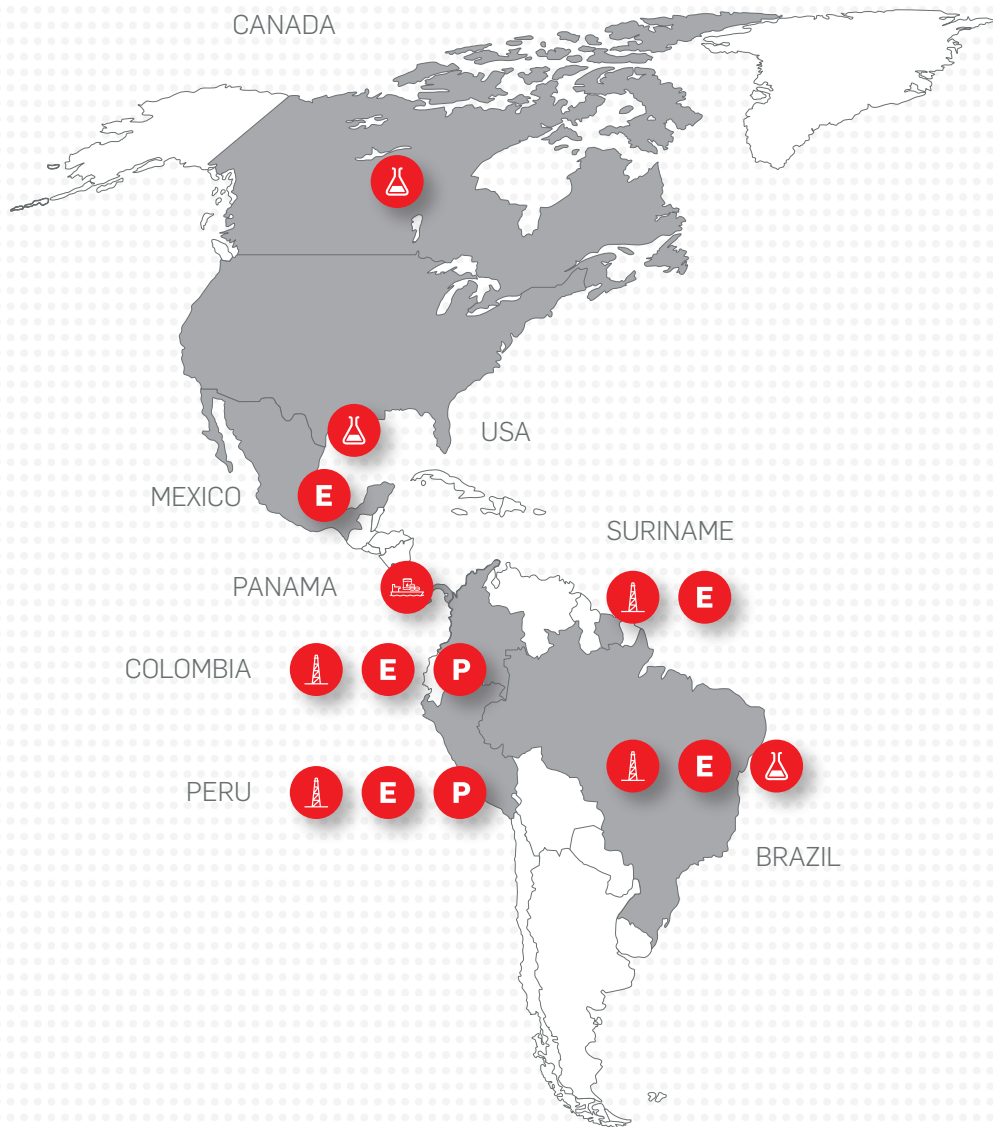 CANADA
USA
MEXICO
E
SURINAME
PANAMA
E
COLOMBIA
E
P
E
PERU
E
P
BRAZIL